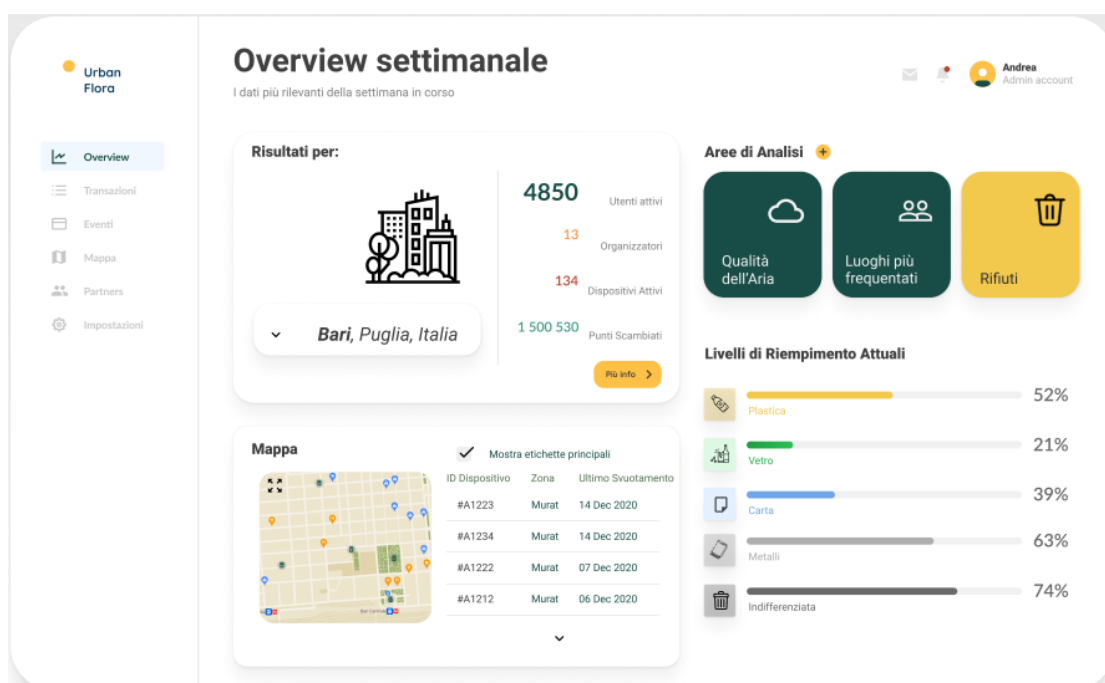 Urban
Flora
Overview
Transazioni
Eventi
Mappa
Partners
Impostazioni
Overview settimanale
I dati più rilevanti della settimana in corso
Andrea
Admin account
Risultati per:
4850 Utenti attivi
13 Organizzatori
134 Dispositivi Attivi
1 500 530 Punti Scambiati
Bari, Puglia, Italia
Più info
Aree di Analisi
Qualità
dell'Aria
Luoghi più
frequentati
Rifiuti
Livelli di Riempimento Attuali
52%
Plastica
21%
Vetro
39%
Carta
63%
Metalli
74%
Indifferenziata
Mappa
Mostra etichette principali
ID Dispositivo Zona Ultimo Svuotamento
#A1223 Murat 14 Dec 2020
#A1234 Murat 14 Dec 2020
#A1222 Murat 07 Dec 2020
#A1212 Murat 06 Dec 2020